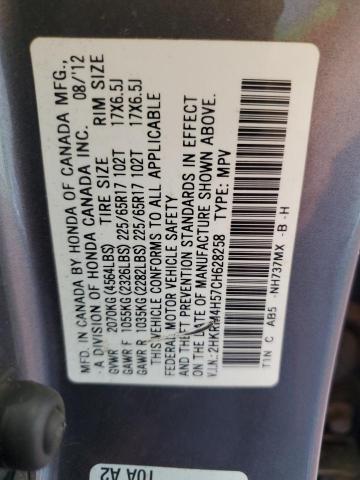 MFD. IN CANADA BY HONDA OF CANADA MFG.,
- A DIVISION OF HONDA CANADA INC. 08/'12
TIRE SIZE RIM SIZE
GVWR 2070KG (4564LBS)
GAWR F 1055KG (2326LBS) 225/65R17 102T 17X6.5J
GAWR R 1035KG (2282LBS) 225/65R17 102T 17X6.5J
THIS VEHICLE CONFORMS TO ALL APPLICABLE
FEDERAL MOTOR VEHICLE SAFETY
AND THEFT PREVENTION STANDARDS IN EFFECT
ON THE DATE OF MANUFACTURE SHOWN ABOVE.
V.I.N.: 2HKRM4H57CH628258 TYPE: MPV
T1N C AB5 -NH737MX -B -H
T0A A2